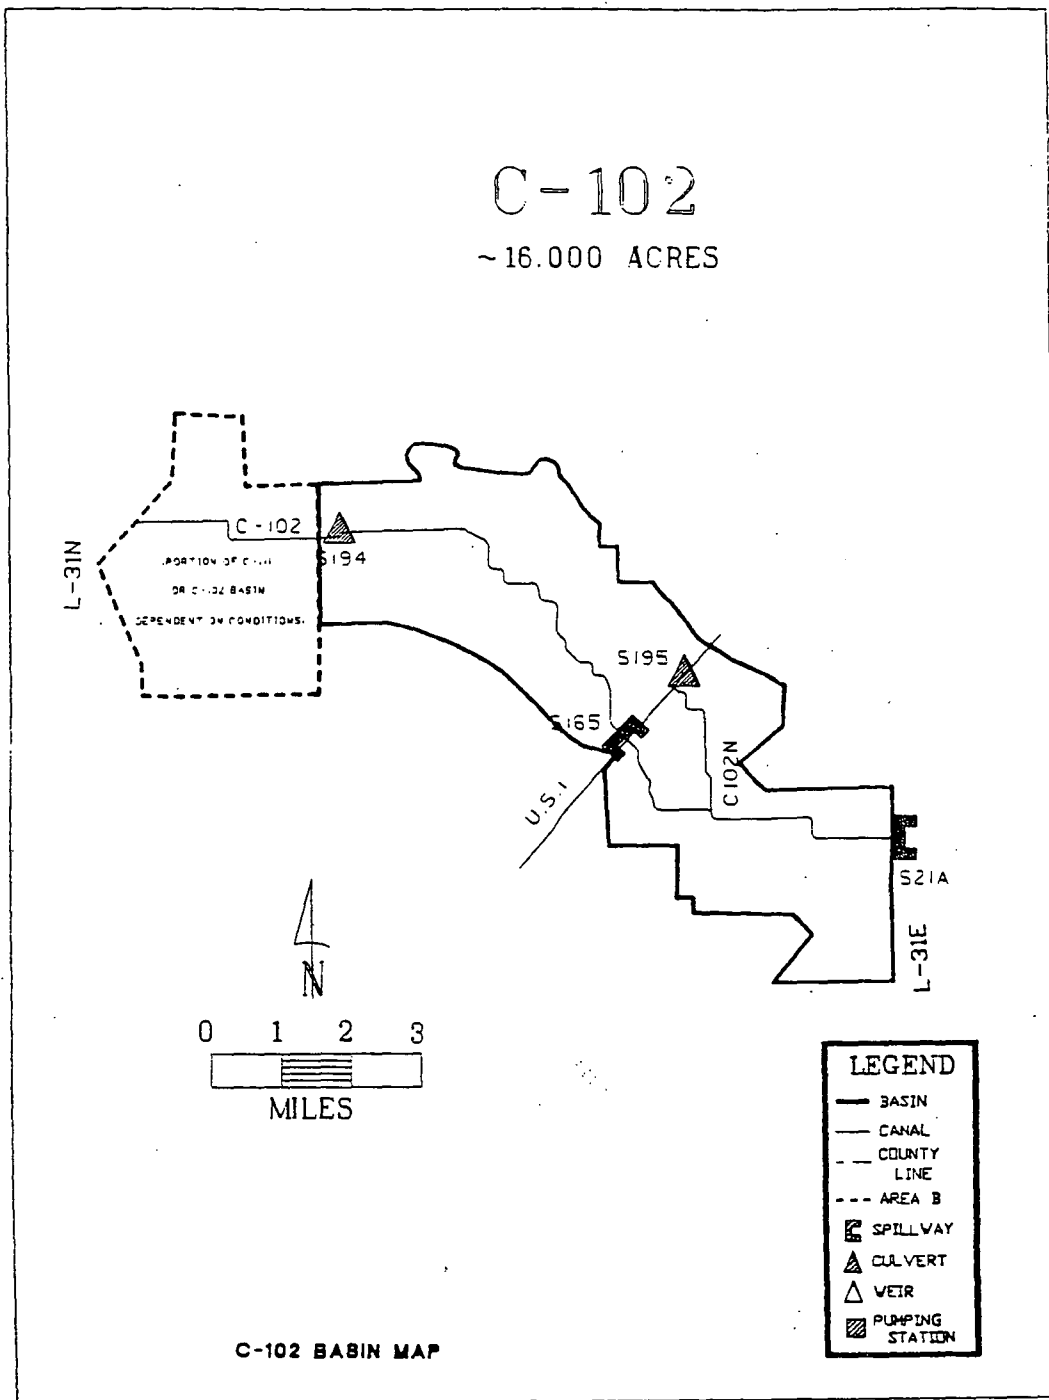 C-102
~16.000 ACRES
L-31N
C-102
S194
PORTION OF
OR C-102 BASIN
DEPENDENT ON CONDITIONS.
S195
S165
U.S.1
C102N
S21A
L-31E
N
0 1 2 3
MILES
LEGEND
BASIN
CANAL
COUNTY
LINE
AREA B
SPILLWAY
CULVERT
WEIR
PUMPING
STATION
C-102 BASIN MAP